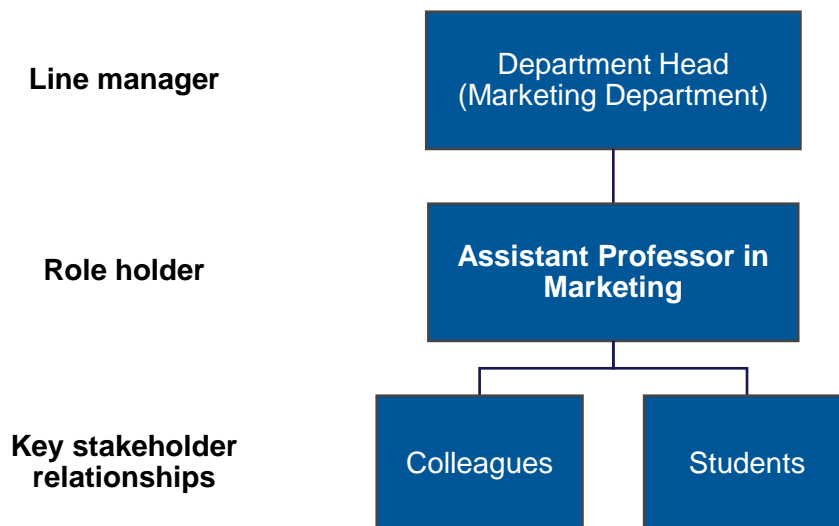 Line manager
Department Head
(Marketing Department)
Role holder
Assistant Professor in
Marketing
Key stakeholder
relationships
Colleagues
Students